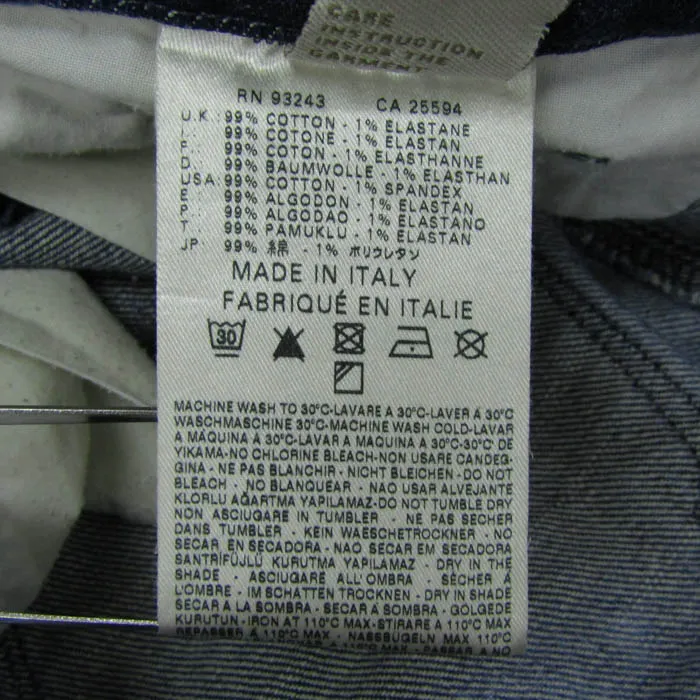 CARE
INSTRUCTION
INSIDE THE
GARMENT
RN 93243 CA 25594
U.K.: 99% COTTON - 1% ELASTANE
I.: 99% COTONE - 1% ELASTAN
F.: 99% COTON - 1% ELASTHANNE
D.: 99% BAUMWOLLE - 1% ELASTHAN
USA: 99% COTTON - 1% SPANDEX
E.: 99% ALGODON - 1% ELASTAN
P.: 99% ALGODAO - 1% ELASTANO
T.: 99% PAMUKLU - 1% ELASTAN
JP: 99% 綿 - 1% ポリウレタン
MADE IN ITALY
FABRIQUÉ EN ITALIE
30
MACHINE WASH TO 30°C-LAVARE A 30°C-LAVER Á 30°C
WASCHMASCHINE 30°C-MACHINE WASH COLD-LAVAR
A MÁQUINA Á 30°C-LAVAR A MAQUINA A 30°C-30°C DE
YIKAMA-NO CHLORINE BLEACH-NON USARE CANDEG-
GINA - NE PAS BLANCHIR - NICHT BLEICHEN - DO NOT
BLEACH - NO BLANQUEAR - NAO USAR ALVEJANTE
KLORLU AĞARTMA YAPILAMAZ-DO NOT TUMBLE DRY
NON ASCIUGARE IN TUMBLER - NE PAS SECHER
DANS TUMBLER - KEIN WAESCHETROCKNER - NO
SECAR EN SECADORA - NAO SECAR EM SECADORA
SANTRİFÜJLÜ KURUTMA YAPILAMAZ - DRY IN THE
SHADE - ASCIUGARE ALL'OMBRA - SÉCHER Á
L'OMBRE - IM SCHATTEN TROCKNEN - DRY IN SHADE
SECAR A LA SOMBRA - SECAR A SOMBRA - GÖLGEDE
KURUTUN-IRON AT 110°C MAX-STIRARE A 110°C MAX
REPASSER Á 110°C MAX - NASSBÜGELN MAX 110°C